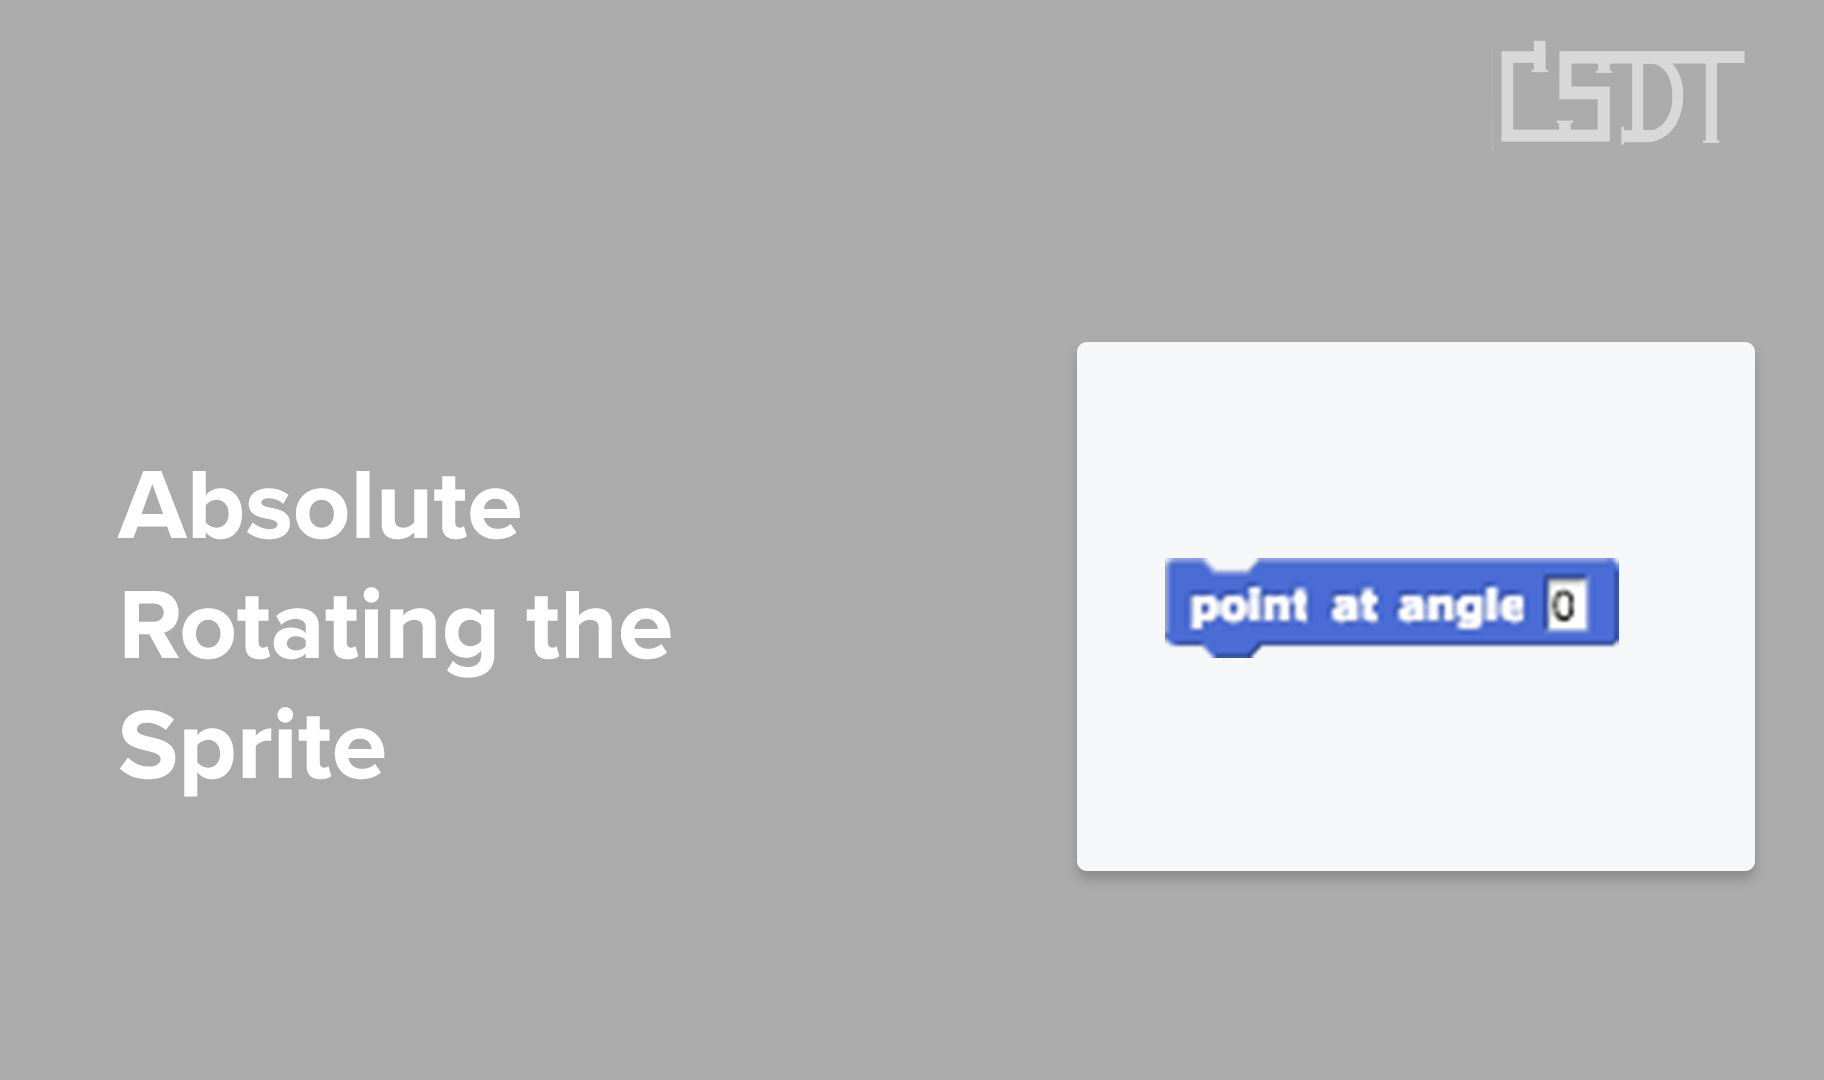 CSDT
Absolute
Rotating the
Sprite
point at angle 0